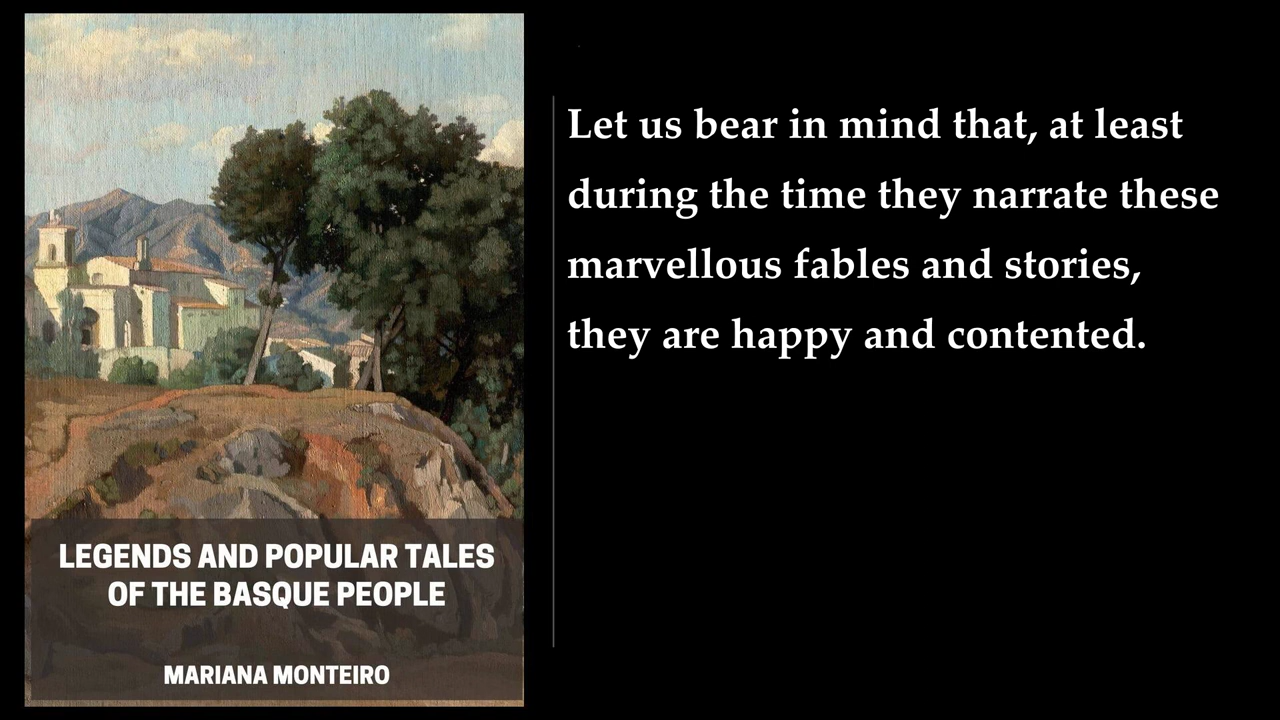 Let us bear in mind that, at least
during the time they narrate these
marvellous fables and stories,
they are happy and contented.
LEGENDS AND POPULAR TALES
OF THE BASQUE PEOPLE
MARIANA MONTEIRO